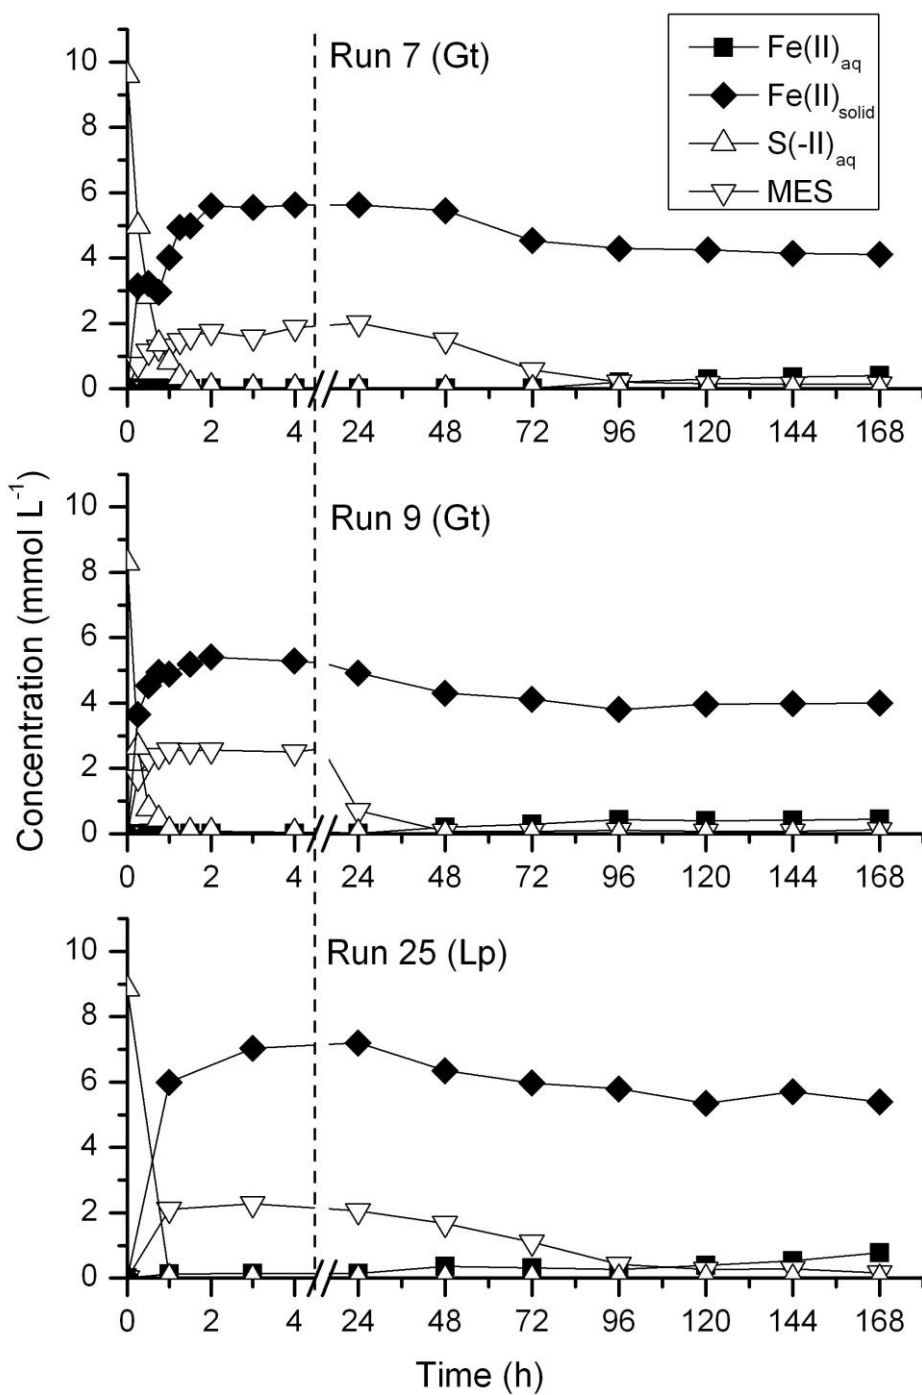 Concentration (mmol L⁻¹)
Run 7 (Gt)
Fe(II)aq
Fe(II)solid
S(-II)aq
MES
10
8
6
4
2
0
0 2 4 24 48 72 96 120 144 168
Run 9 (Gt)
10
8
6
4
2
0
0 2 4 24 48 72 96 120 144 168
Run 25 (Lp)
10
8
6
4
2
0
0 2 4 24 48 72 96 120 144 168
Time (h)